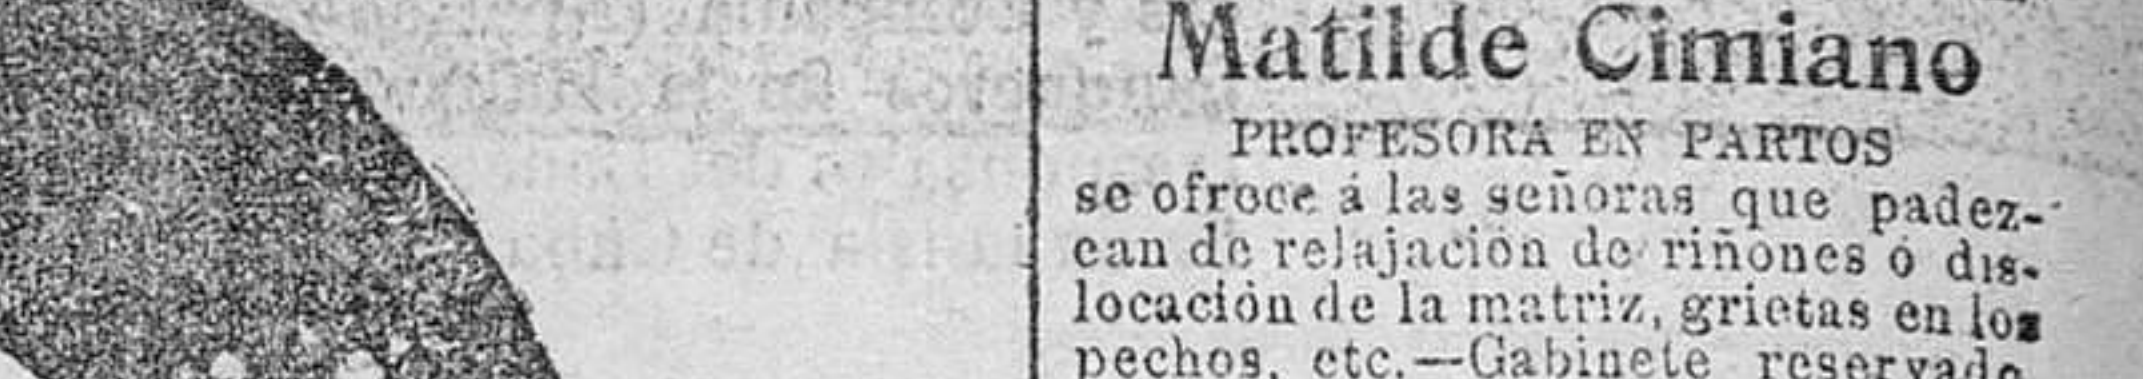 Matilde Cimiano
PROFESORA EN PARTOS
se ofrece á las señoras que padez-
can de relajación de riñones ó dis-
locación de la matriz, grietas en los
pechos, etc.—Gabinete reservado